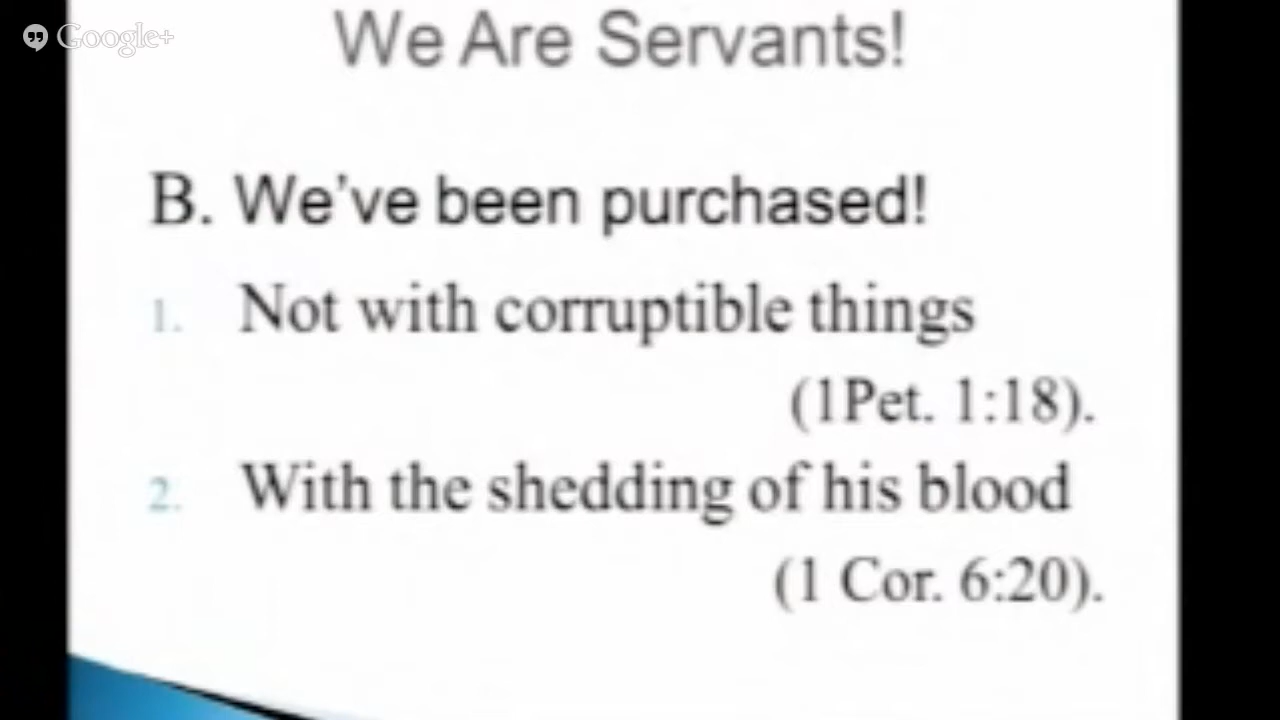 Google+
We Are Servants!
B. We've been purchased!
1. Not with corruptible things
(1Pet. 1:18).
2. With the shedding of his blood
(1 Cor. 6:20).